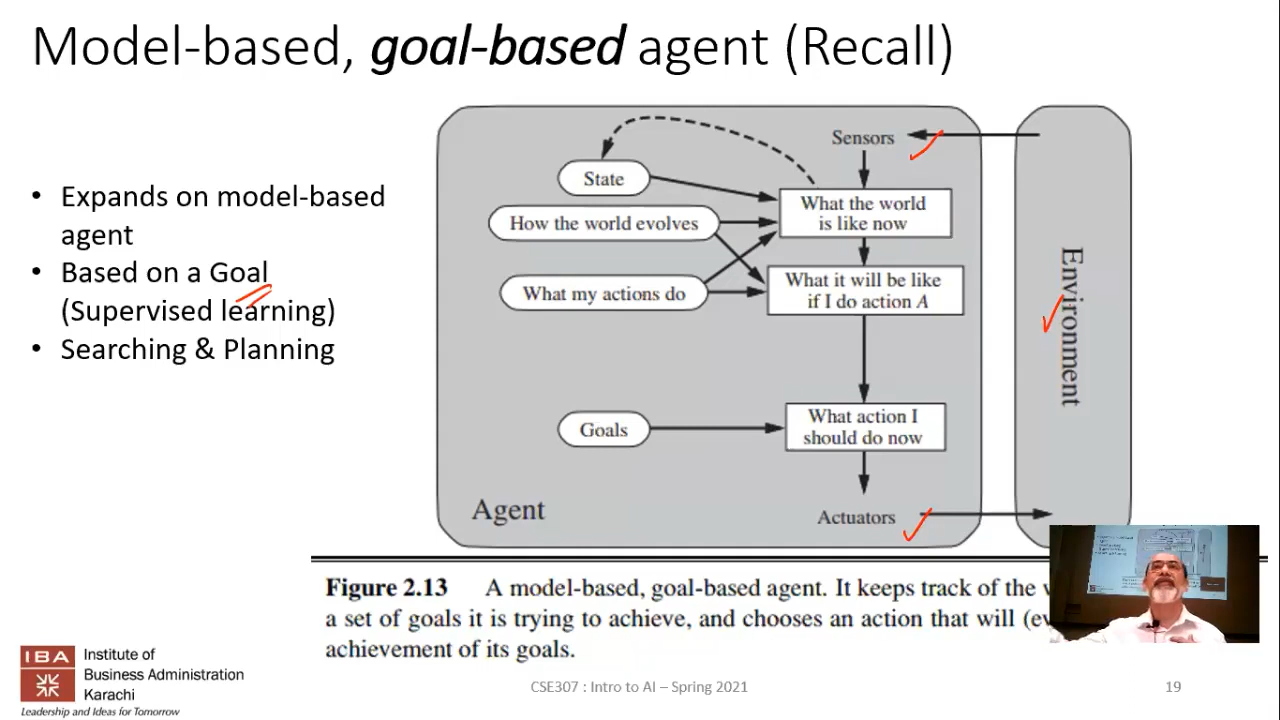 Model-based, goal-based agent (Recall)
• Expands on model-based
agent
• Based on a Goal
(Supervised learning)
• Searching & Planning
Sensors
State
What the world
is like now
How the world evolves
What it will be like
if I do action A
What my actions do
Goals
What action I
should do now
Agent
Actuators
Environment
Figure 2.13 A model-based, goal-based agent. It keeps track of the
a set of goals it is trying to achieve, and chooses an action that will
achievement of its goals.
IBA
Institute of
Business Administration
Karachi
Leadership and Ideas for Tomorrow
CSE307 : Intro to AI – Spring 2021
19